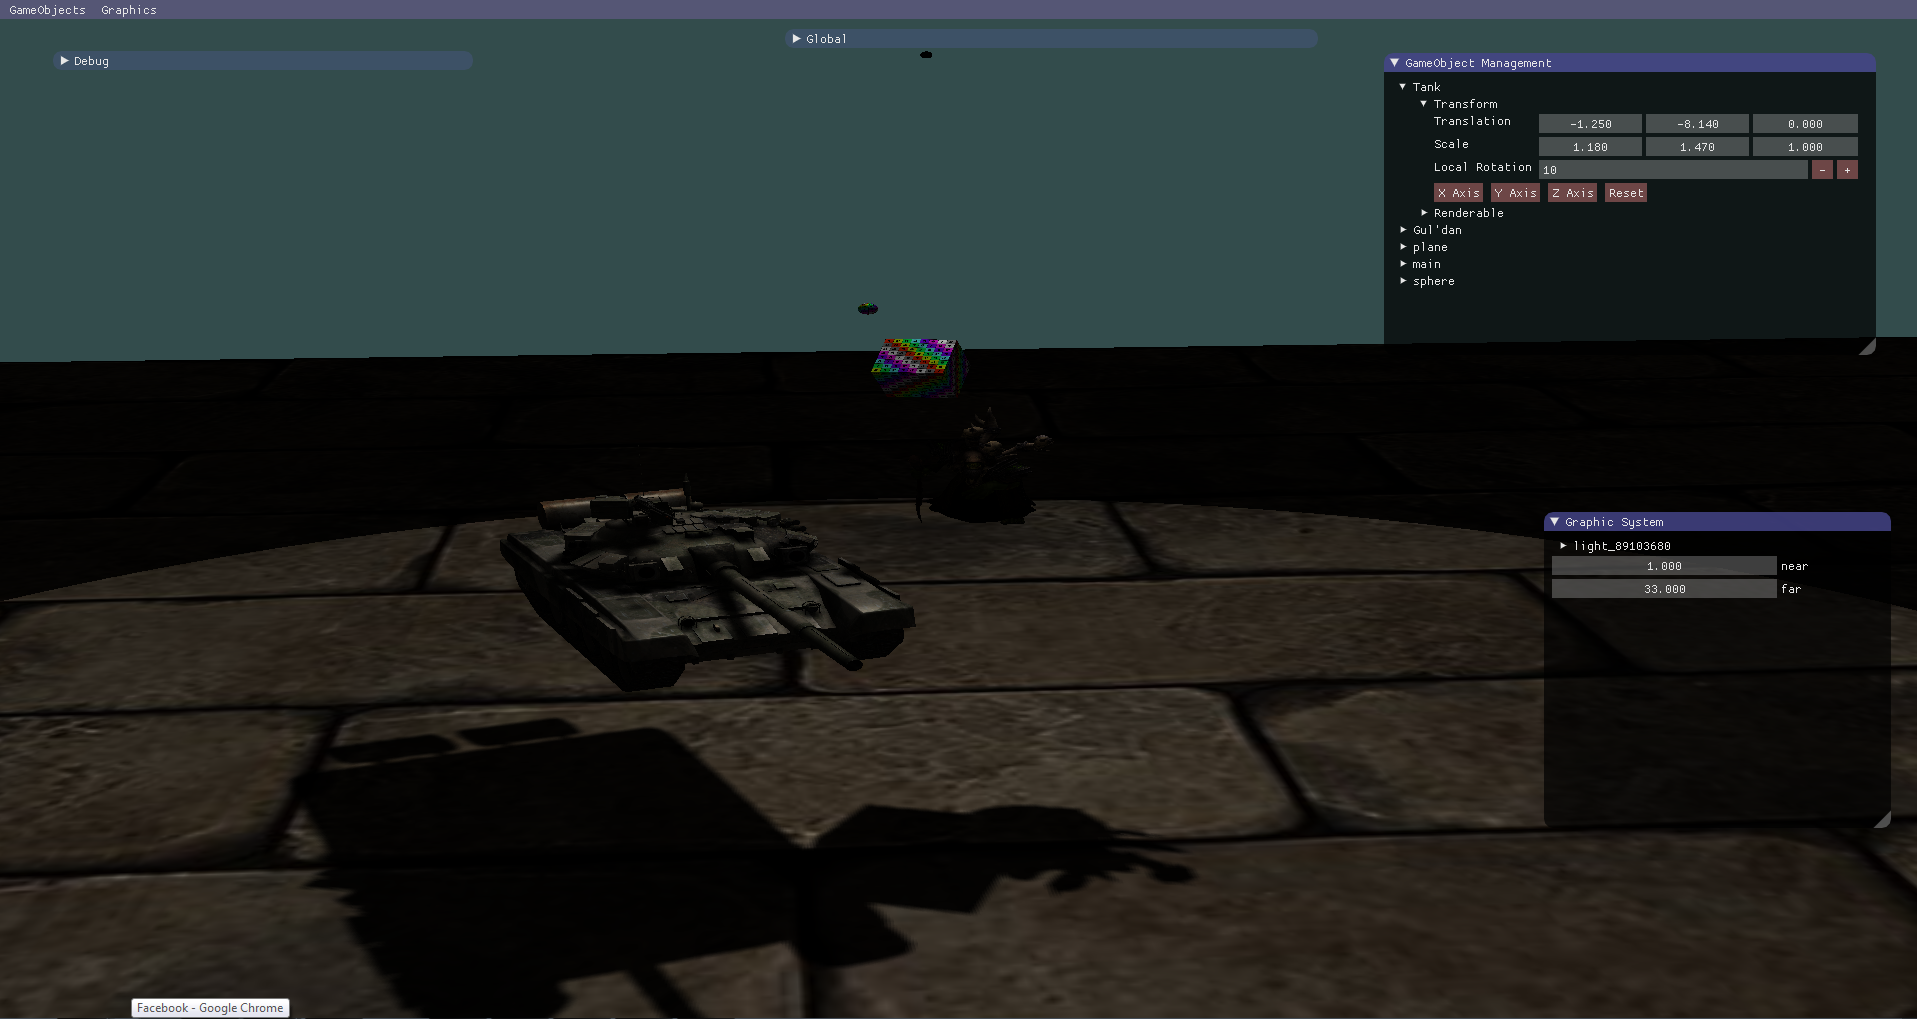 GameObjects Graphics
Global
Debug
GameObject Management
Tank
Transform
Translation -1.250 -8.140 0.000
Scale 1.180 1.470 1.000
Local Rotation 10 - +
X Axis Y Axis Z Axis Reset
Renderable
Gul'dan
plane
main
sphere
Graphic System
light_89103680
1.000 near
33.000 far
Facebook - Google Chrome